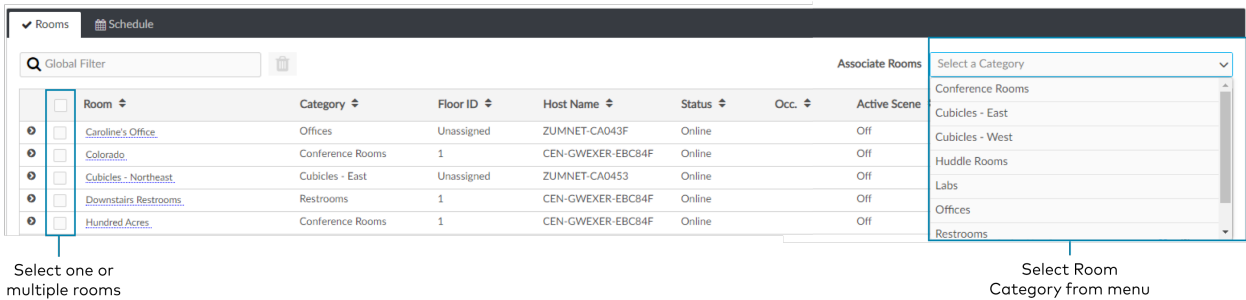 Rooms Schedule
Global Filter Associate Rooms Select a Category
Room Category Floor ID Host Name Status Occ. Active Scene
Caroline's Office Offices Unassigned ZUMNET-CA043F Online Off
Colorado Conference Rooms 1 CEN-GWEXER-EBC84F Online Off
Cubicles - Northeast Cubicles - East Unassigned ZUMNET-CA0453 Online Off
Downstairs Restrooms Restrooms 1 CEN-GWEXER-EBC84F Online Off
Hundred Acres Conference Rooms 1 CEN-GWEXER-EBC84F Online Off
Conference Rooms
Cubicles - East
Cubicles - West
Huddle Rooms
Labs
Offices
Restrooms
Select one or
multiple rooms
Select Room
Category from menu